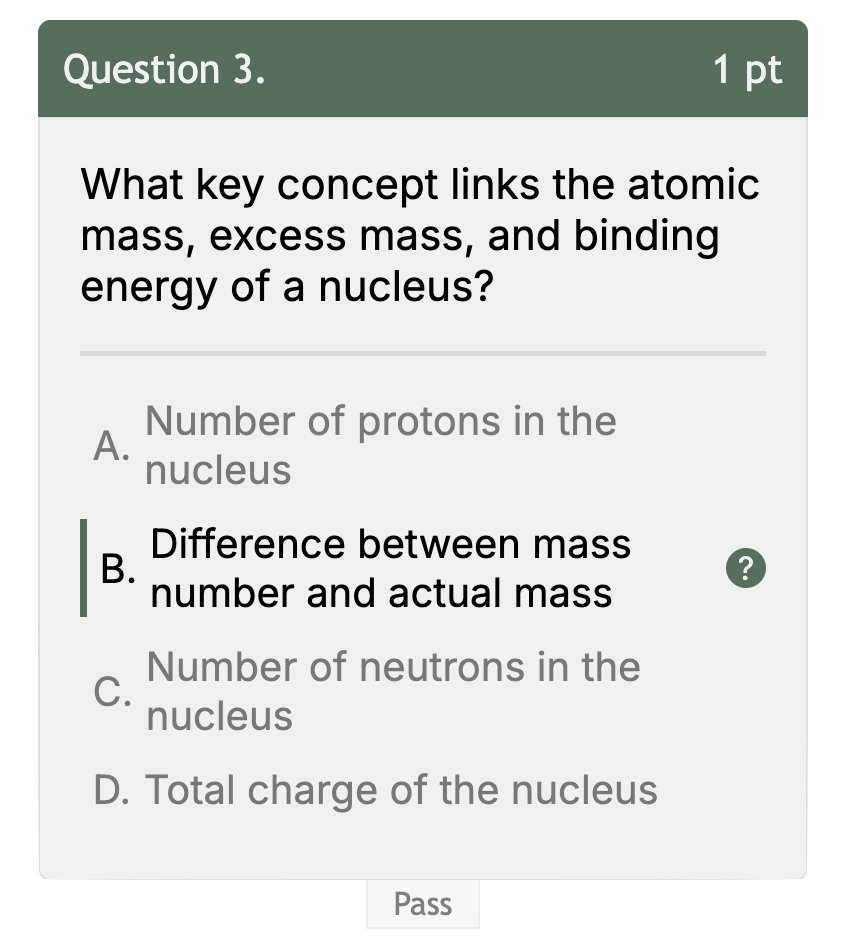 Question 3. 1 pt
What key concept links the atomic
mass, excess mass, and binding
energy of a nucleus?
A. Number of protons in the
nucleus
B. Difference between mass
number and actual mass
?
C. Number of neutrons in the
nucleus
D. Total charge of the nucleus
Pass